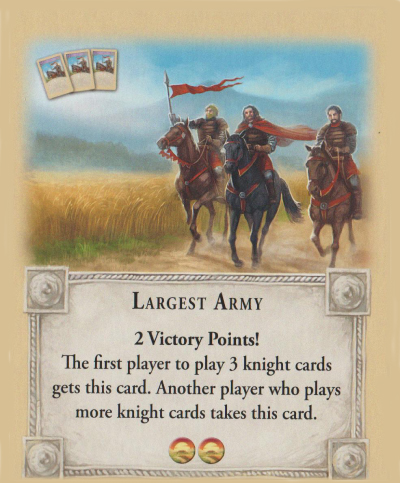 Largest Army
2 Victory Points!
The first player to play 3 knight cards
gets this card. Another player who plays
more knight cards takes this card.